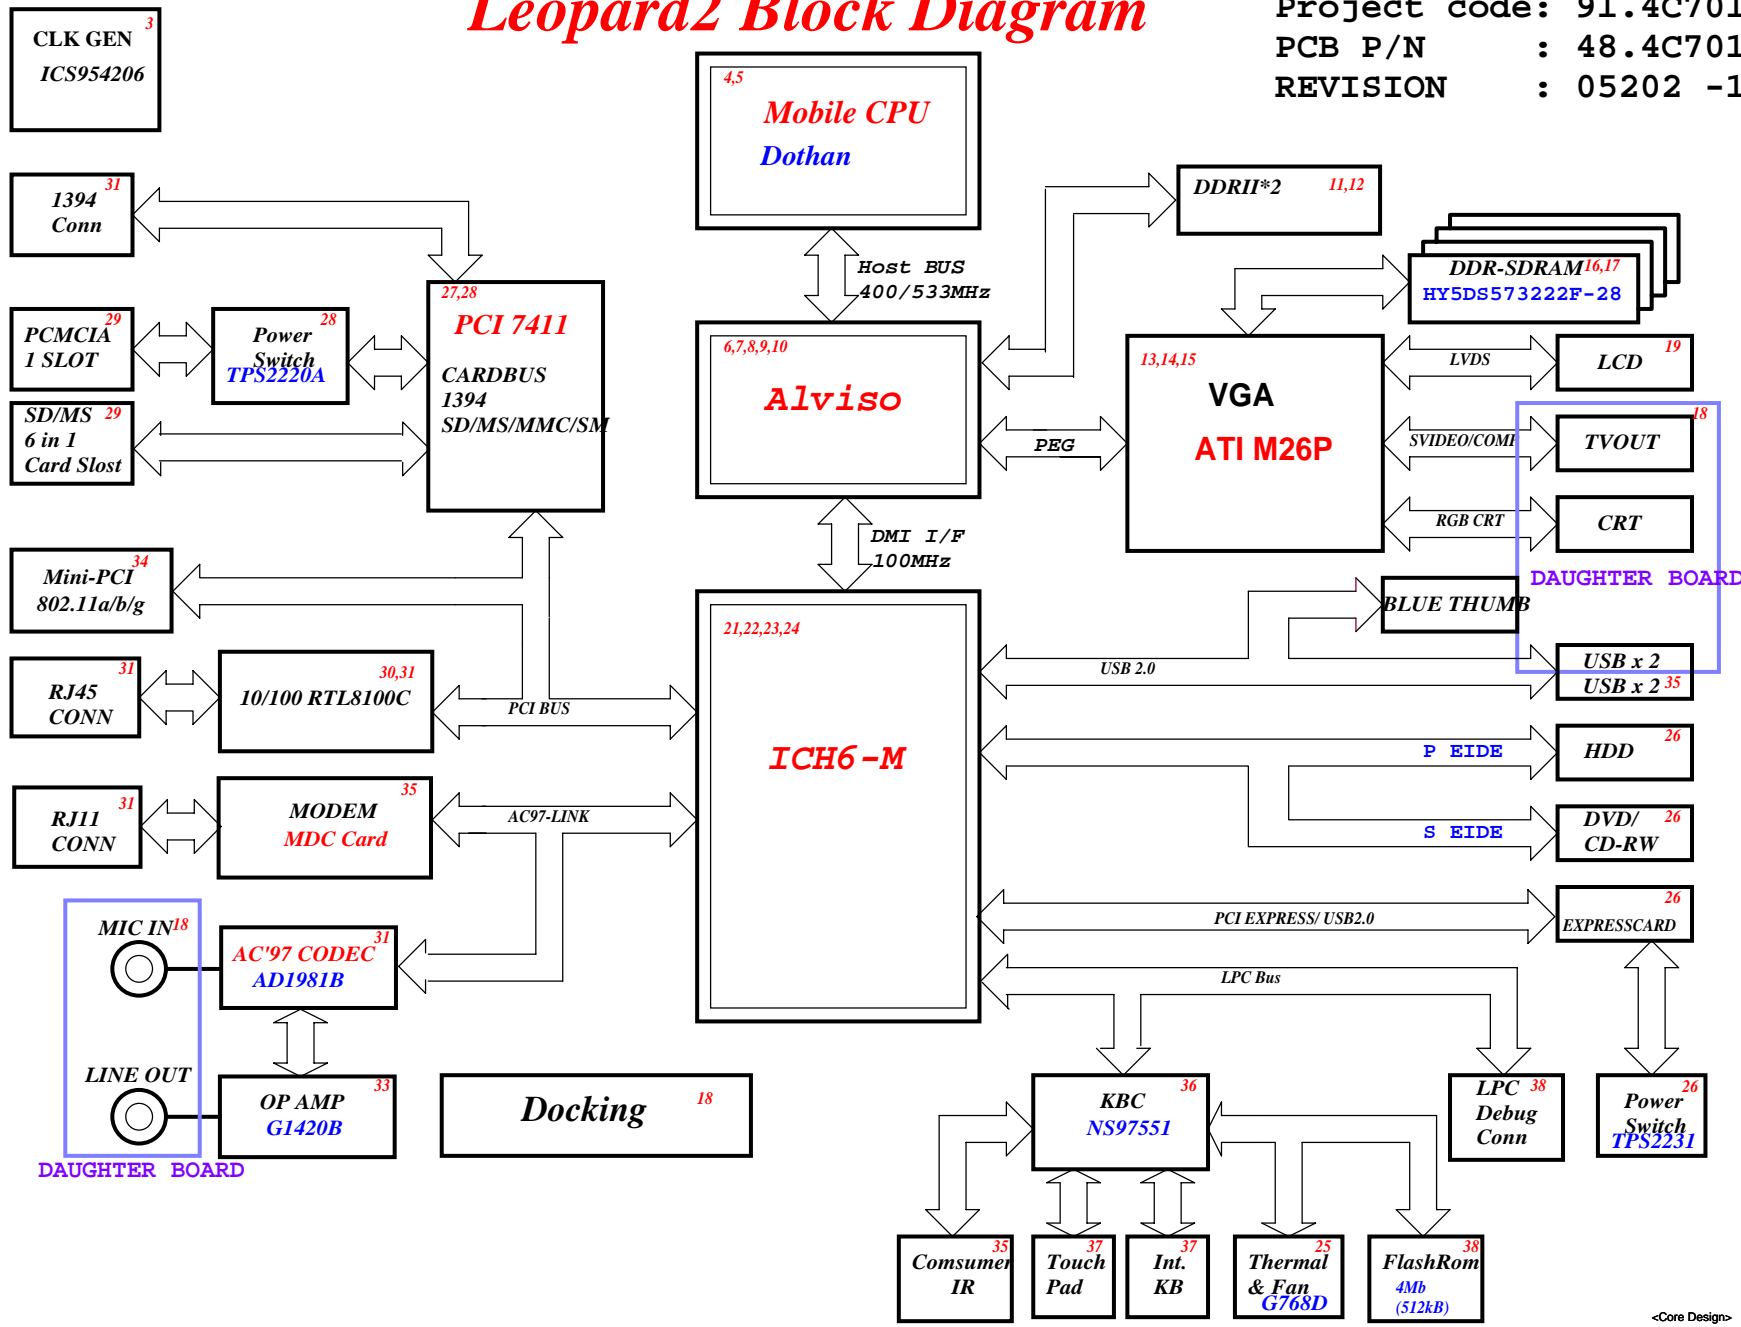 Leopard2 Block Diagram
Project code: 91.4C701
PCB P/N : 48.4C701
REVISION : 05202 -1
CLK GEN 3
ICS954206
4,5
Mobile CPU
Dothan
1394 31
Conn
DDRII*2 11,12
Host BUS
400/533MHz
DDR-SDRAM 16,17
HY5DS573222F-28
27,28
PCI 7411
CARDBUS
1394
SD/MS/MMC/SM
PCMCIA 29
1 SLOT
Power 28
Switch
TPS2220A
SD/MS 29
6 in 1
Card Slost
6,7,8,9,10
Alviso
PEG
13,14,15
VGA
ATI M26P
LVDS
LCD 19
SVIDEO/COMP
18
TVOUT
RGB CRT
CRT
DAUGHTER BOARD
DMI I/F
100MHz
Mini-PCI 34
802.11a/b/g
BLUE THUMB
21,22,23,24
ICH6-M
USB 2.0
USB x 2
USB x 2 35
RJ45 31
CONN
30,31
10/100 RTL8100C
PCI BUS
P EIDE
HDD 26
RJ11 31
CONN
MODEM 35
MDC Card
AC97-LINK
S EIDE
DVD/ 26
CD-RW
MIC IN 18
AC'97 CODEC 31
AD1981B
PCI EXPRESS/ USB2.0
26
EXPRESSCARD
LPC Bus
LINE OUT
OP AMP 33
G1420B
DAUGHTER BOARD
Docking 18
KBC 36
NS97551
LPC 38
Debug
Conn
Power 26
Switch
TPS2231
Comsumer 35
IR
Touch 37
Pad
Int. 37
KB
Thermal 25
& Fan
G768D
FlashRom 38
4Mb
(512kB)
<Core Design>